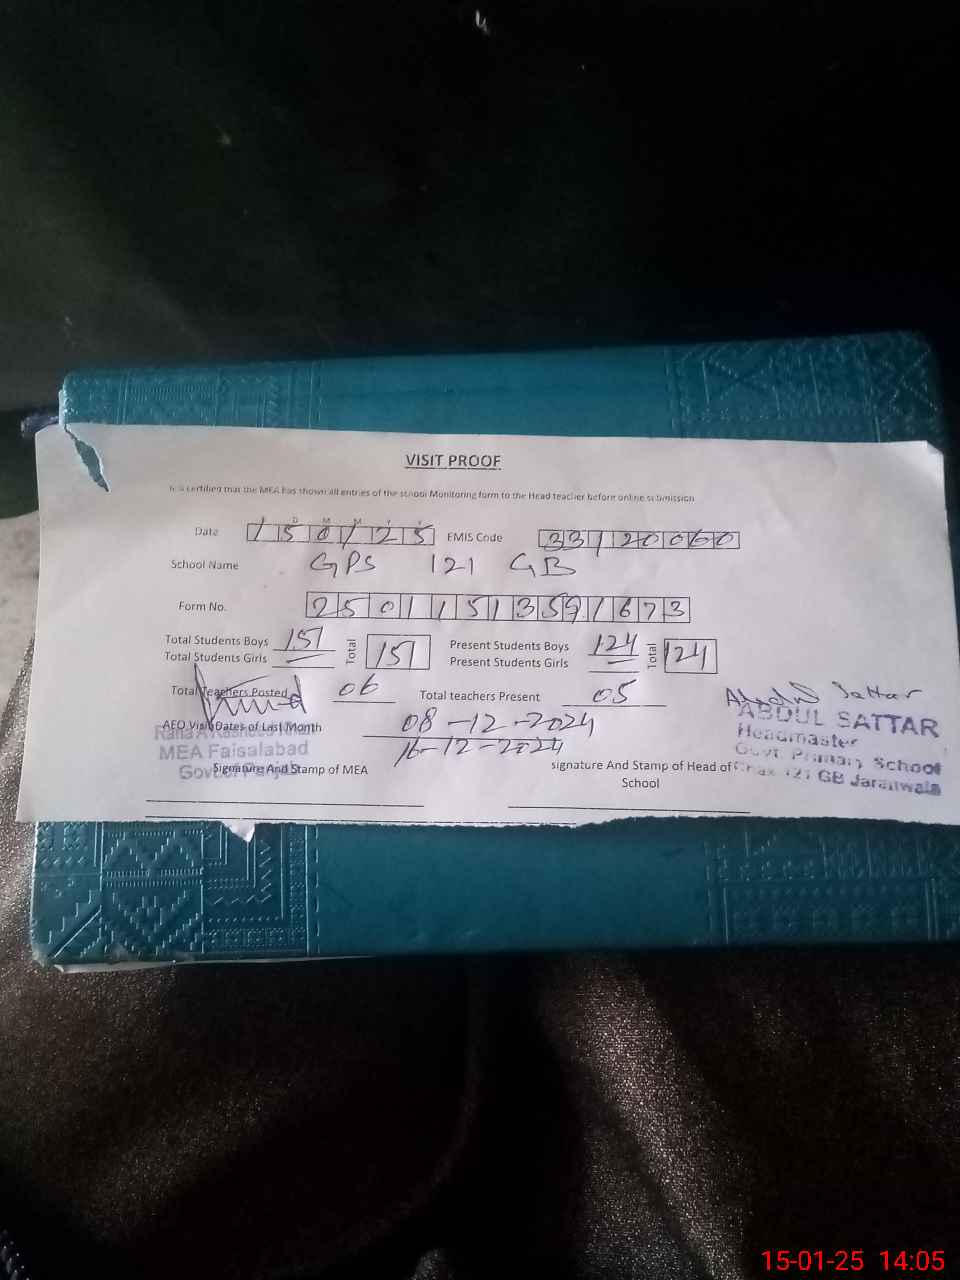 VISIT PROOF
It is certified that the MEA has shown all entries of the school Monitoring form to the Head teacher before online submission
D D M M Y Y
Date 150125 EMIS Code 33120060
School Name GPS 121 GB
Form No. 250115135 1673
Total Students Boys 151 Total 151 Present Students Boys 124 Total 124
Total Students Girls — Present Students Girls —
Total Teachers Posted 06 Total teachers Present 05
AEO Visit Dates of Last Month 08-12-2024
16-12-2024
Signature And Stamp of MEA signature And Stamp of Head of School
MEA Faisalabad
Sattar
ABDUL SATTAR
Headmaster
Govt. Primary School
Chak 121 GB Jaranwala
15-01-25 14:05